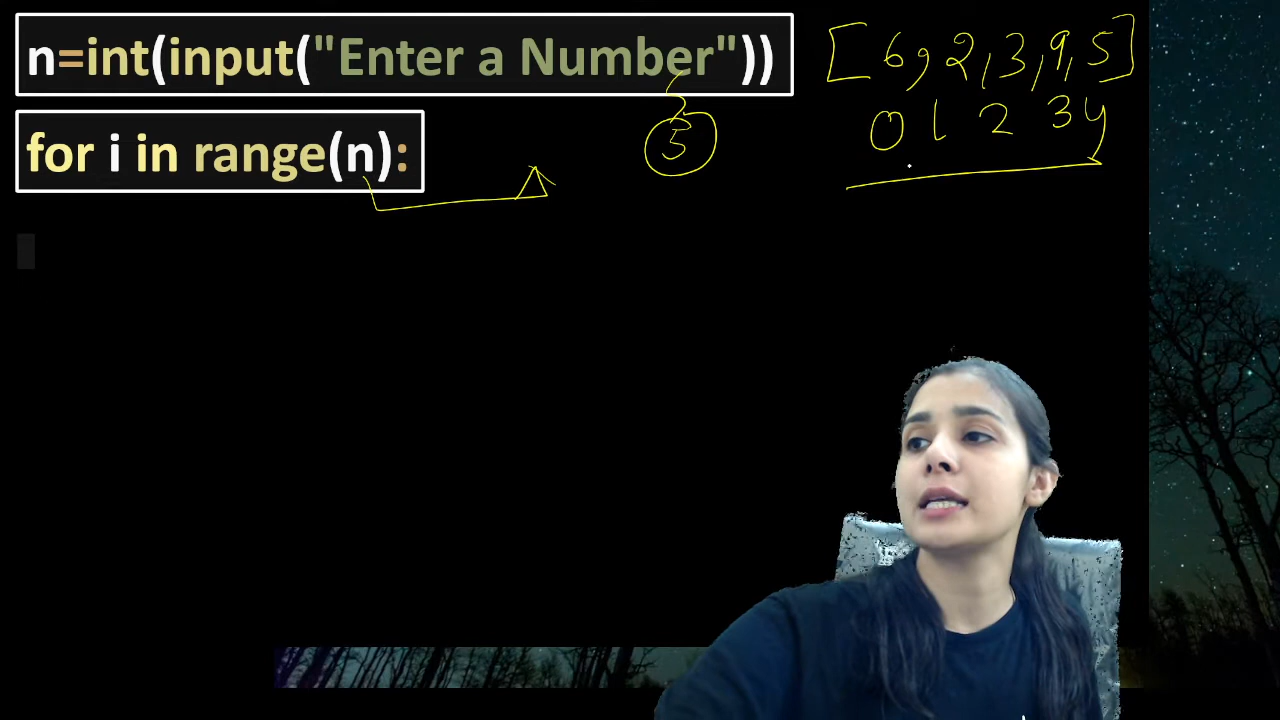 n=int(input("Enter a Number"))
for i in range(n):
5
[6,2,3,9,5]
0 1 2 3 4